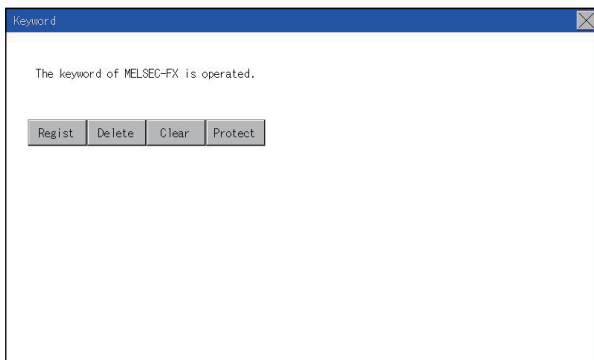 Keyword
The keyword of MELSEC-FX is operated.
Regist Delete Clear Protect